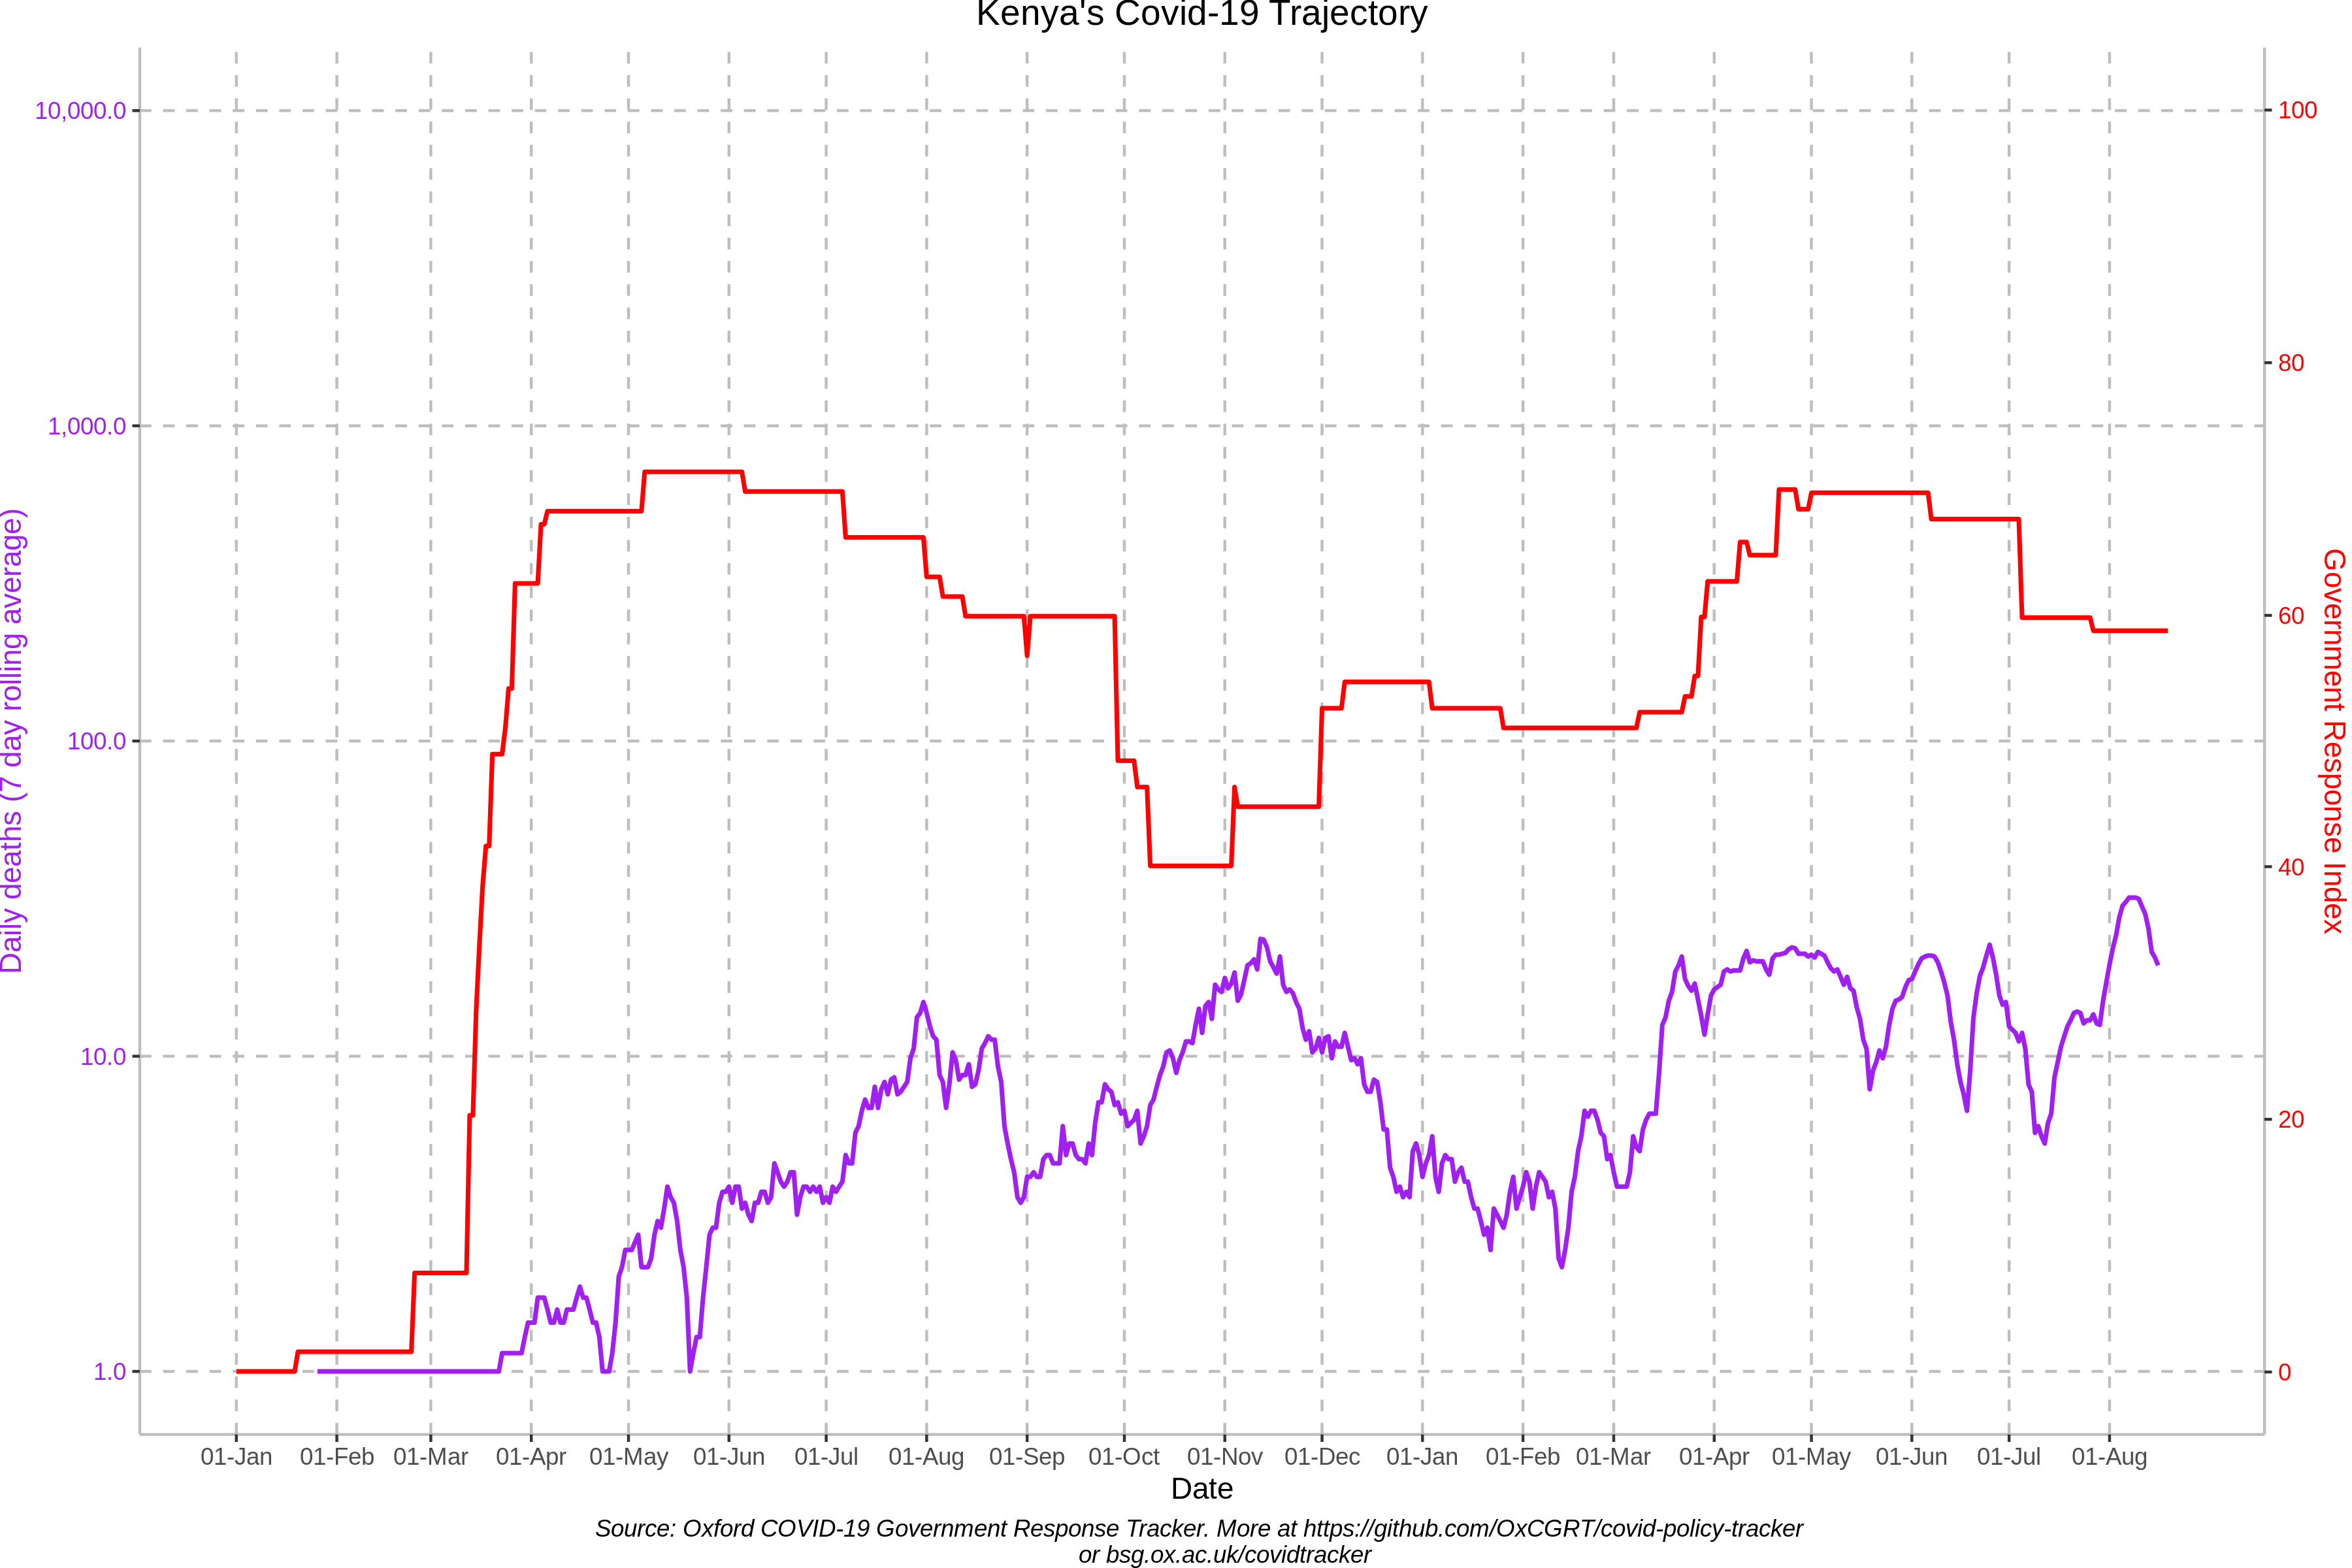 Kenya's Covid-19 Trajectory
10,000.0
1,000.0
100.0
10.0
1.0
Daily deaths (7 day rolling average)
100
80
60
40
20
0
Government Response Index
01-Jan 01-Feb 01-Mar 01-Apr 01-May 01-Jun 01-Jul 01-Aug 01-Sep 01-Oct 01-Nov 01-Dec 01-Jan 01-Feb 01-Mar 01-Apr 01-May 01-Jun 01-Jul 01-Aug
Date
Source: Oxford COVID-19 Government Response Tracker. More at https://github.com/OxCGRT/covid-policy-tracker
or bsg.ox.ac.uk/covidtracker